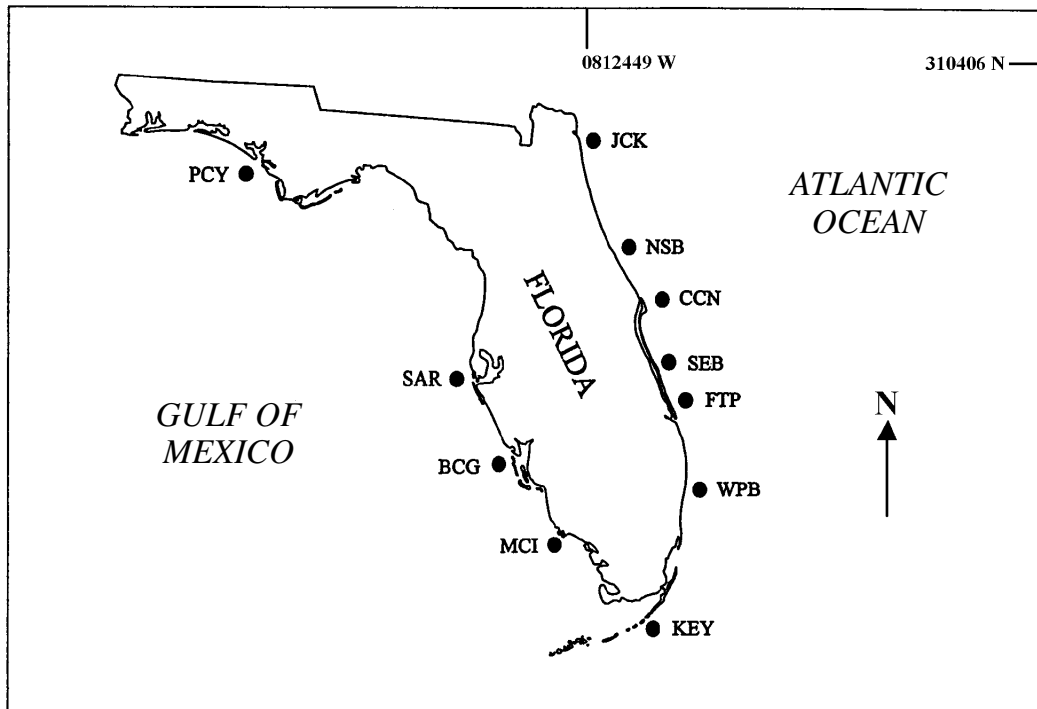 0812449 W
310406 N
JCK
PCY
ATLANTIC
OCEAN
NSB
FLORIDA
CCN
SEB
SAR
FTP
GULF OF
MEXICO
N
BCG
WPB
MCI
KEY